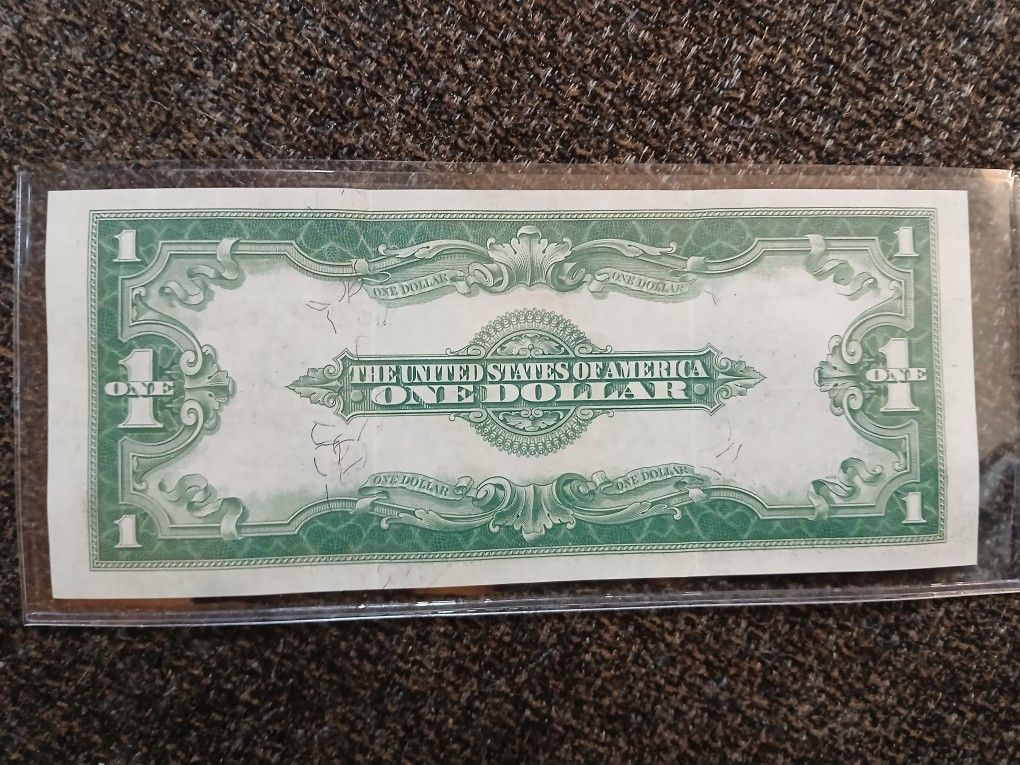 1 1
ONE DOLLAR ONE DOLLAR
THE UNITED STATES OF AMERICA
1 ONE 1 ONE
ONE DOLLAR
ONE DOLLAR ONE DOLLAR
1 1